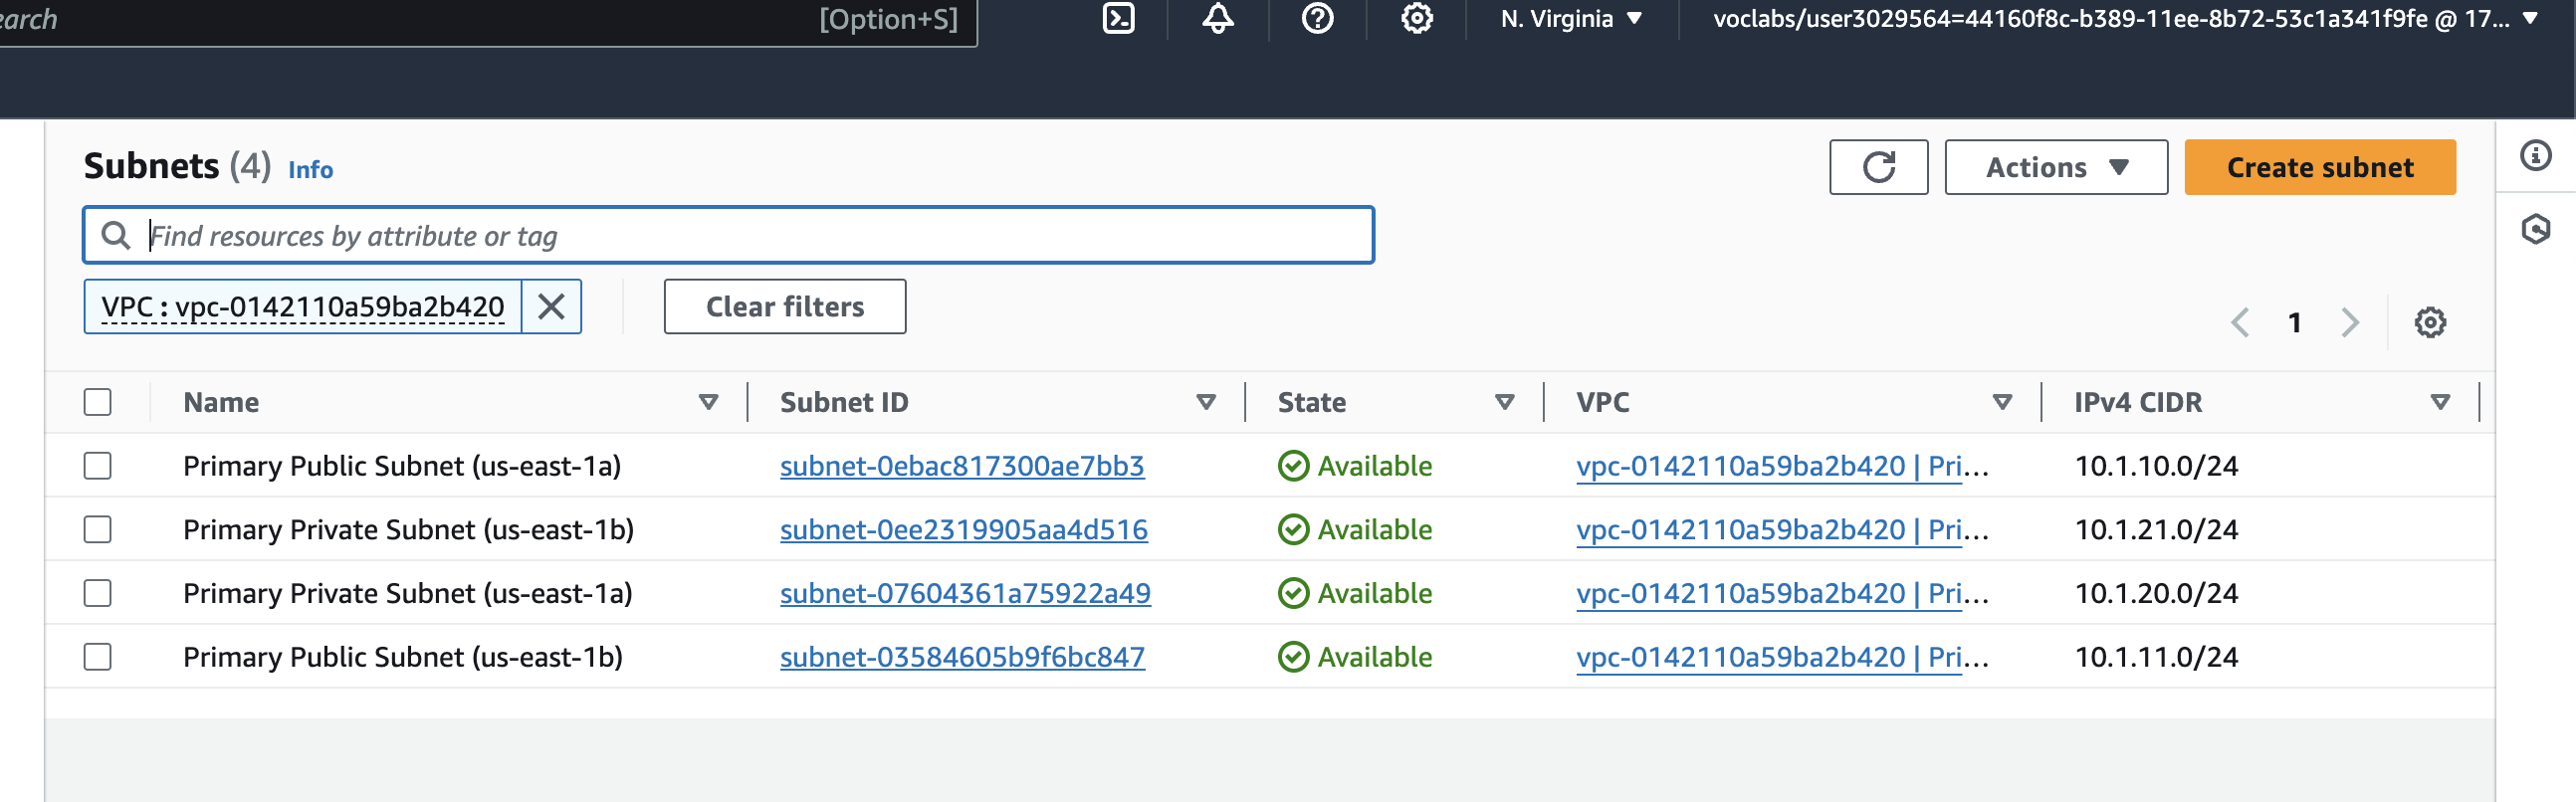 earch [Option+S] N. Virginia voclabs/user3029564=44160f8c-b389-11ee-8b72-53c1a341f9fe @ 17...
Subnets (4) Info Actions Create subnet
Find resources by attribute or tag
VPC : vpc-0142110a59ba2b420 Clear filters 1
Name Subnet ID State VPC IPv4 CIDR
Primary Public Subnet (us-east-1a) subnet-0ebac817300ae7bb3 Available vpc-0142110a59ba2b420 | Pri... 10.1.10.0/24
Primary Private Subnet (us-east-1b) subnet-0ee2319905aa4d516 Available vpc-0142110a59ba2b420 | Pri... 10.1.21.0/24
Primary Private Subnet (us-east-1a) subnet-07604361a75922a49 Available vpc-0142110a59ba2b420 | Pri... 10.1.20.0/24
Primary Public Subnet (us-east-1b) subnet-03584605b9f6bc847 Available vpc-0142110a59ba2b420 | Pri... 10.1.11.0/24